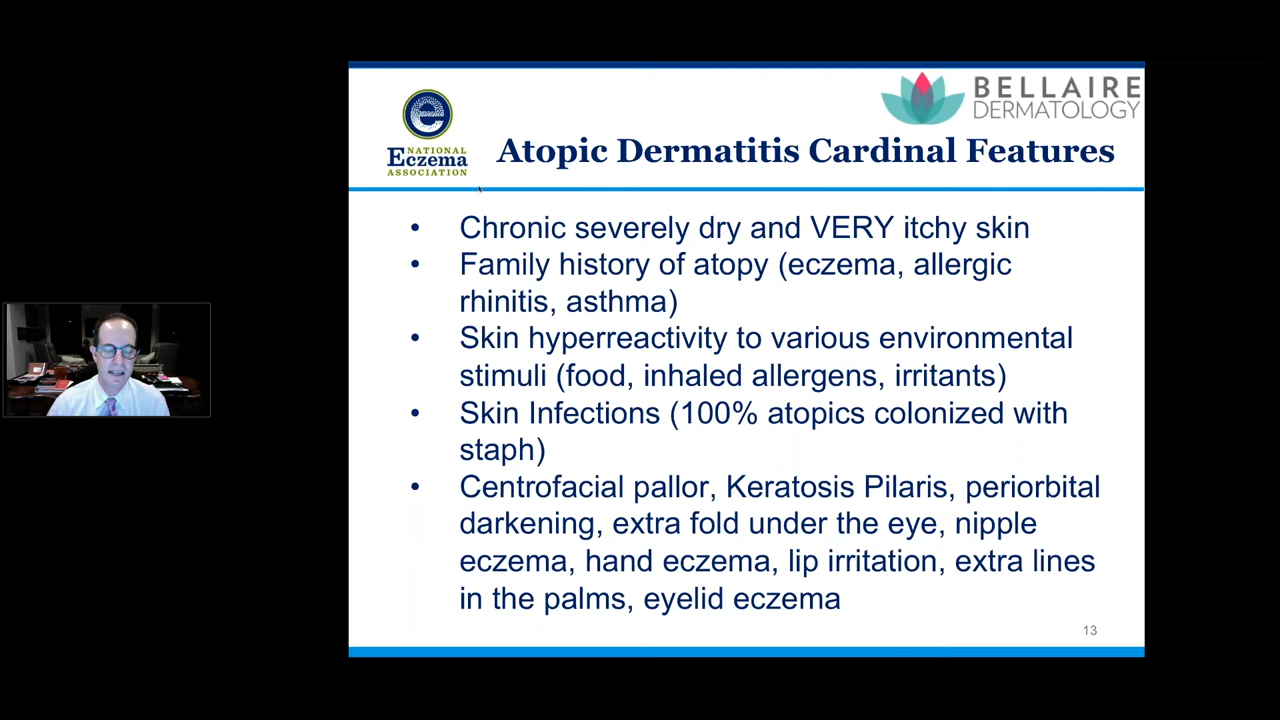 BELLAIRE
DERMATOLOGY
e
NATIONAL
Eczema
ASSOCIATION
Atopic Dermatitis Cardinal Features
• Chronic severely dry and VERY itchy skin
• Family history of atopy (eczema, allergic
rhinitis, asthma)
• Skin hyperreactivity to various environmental
stimuli (food, inhaled allergens, irritants)
• Skin Infections (100% atopics colonized with
staph)
• Centrofacial pallor, Keratosis Pilaris, periorbital
darkening, extra fold under the eye, nipple
eczema, hand eczema, lip irritation, extra lines
in the palms, eyelid eczema
13